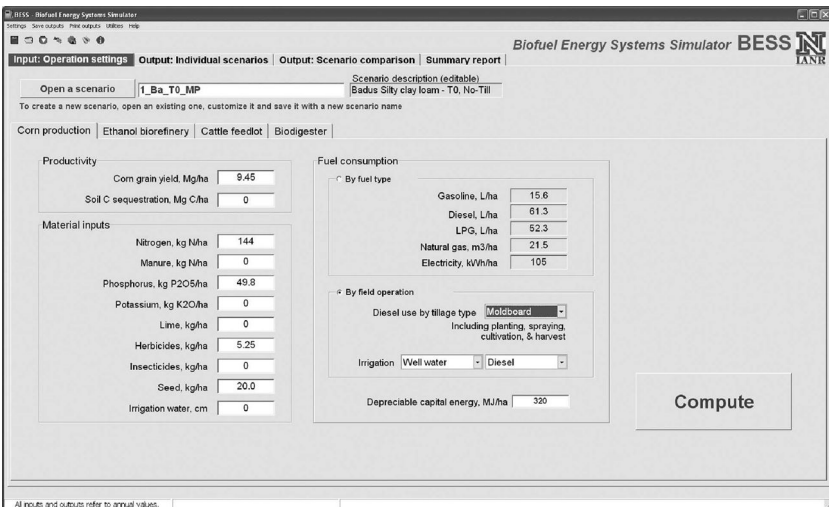 BESS - Biofuel Energy Systems Simulator
Settings Save outputs Print outputs Utilities Help
Biofuel Energy Systems Simulator BESS N
IANR
Input: Operation settings Output: Individual scenarios Output: Scenario comparison Summary report
Scenario description (editable)
Open a scenario 1_Ba_T0_MP Badus Silty clay loam - T0, No-Till
To create a new scenario, open an existing one, customize it and save it with a new scenario name
Corn production Ethanol biorefinery Cattle feedlot Biodigester
Productivity
Corn grain yield, Mg/ha 9.45
Soil C sequestration, Mg C/ha 0
Material inputs
Nitrogen, kg N/ha 144
Manure, kg N/ha 0
Phosphorus, kg P2O5/ha 49.8
Potassium, kg K2O/ha 0
Lime, kg/ha 0
Herbicides, kg/ha 5.25
Insecticides, kg/ha 0
Seed, kg/ha 20.0
Irrigation water, cm 0
Fuel consumption
By fuel type
Gasoline, L/ha 15.6
Diesel, L/ha 61.3
LPG, L/ha 52.3
Natural gas, m3/ha 21.5
Electricity, kWh/ha 105
By field operation
Diesel use by tillage type Moldboard
Including planting, spraying,
cultivation, & harvest
Irrigation Well water Diesel
Depreciable capital energy, MJ/ha 320
Compute
All inputs and outputs refer to annual values.